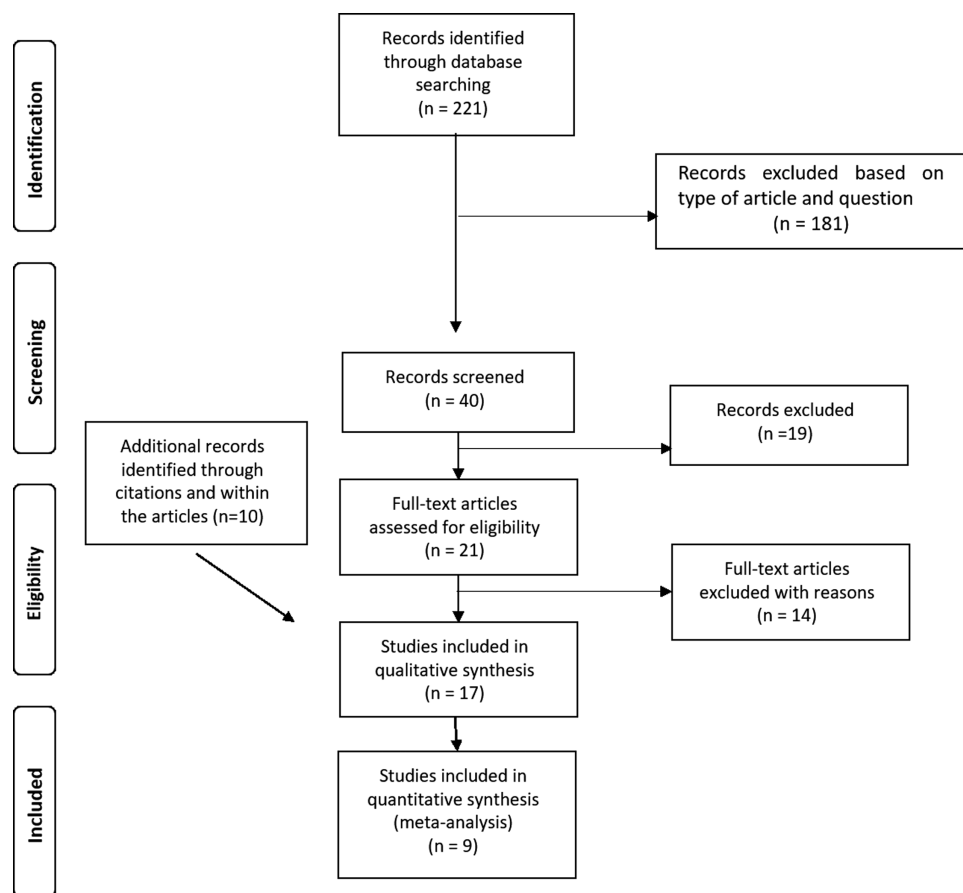 Identification
Records identified
through database
searching
(n = 221)
Records excluded based on
type of article and question
(n = 181)
Screening
Records screened
(n = 40)
Records excluded
(n =19)
Additional records
identified through
citations and within
the articles (n=10)
Eligibility
Full-text articles
assessed for eligibility
(n = 21)
Full-text articles
excluded with reasons
(n = 14)
Studies included in
qualitative synthesis
(n = 17)
Included
Studies included in
quantitative synthesis
(meta-analysis)
(n = 9)